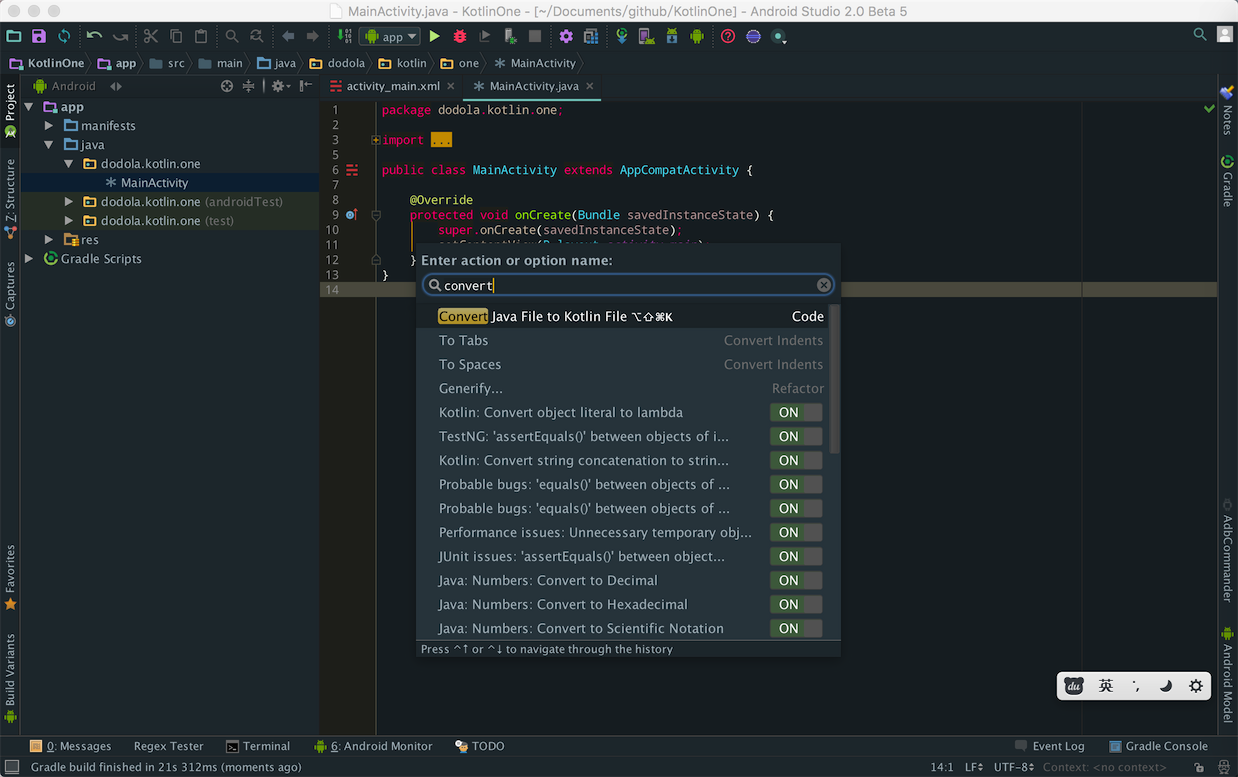 MainActivity.java - KotlinOne - [~/Documents/github/KotlinOne] - Android Studio 2.0 Beta 5
app
KotlinOne app src main java dodola kotlin one MainActivity
Android
activity_main.xml MainActivity.java
Project
Z: Structure
Captures
Favorites
Build Variants
app
manifests
java
dodola.kotlin.one
MainActivity
dodola.kotlin.one (androidTest)
dodola.kotlin.one (test)
res
Gradle Scripts
1 package dodola.kotlin.one;
2
3 import ...
5
6 public class MainActivity extends AppCompatActivity {
7
8 @Override
9 protected void onCreate(Bundle savedInstanceState) {
10 super.onCreate(savedInstanceState);
11 setContentView(R.layout.activity_main);
12 }
13 }
14
Enter action or option name:
convert
Convert Java File to Kotlin File ⌥⇧⌘K Code
To Tabs Convert Indents
To Spaces Convert Indents
Generify... Refactor
Kotlin: Convert object literal to lambda ON
TestNG: 'assertEquals()' between objects of i... ON
Kotlin: Convert string concatenation to strin... ON
Probable bugs: 'equals()' between objects of ... ON
Probable bugs: 'equals()' between objects of ... ON
Performance issues: Unnecessary temporary obj... ON
JUnit issues: 'assertEquals()' between object... ON
Java: Numbers: Convert to Decimal ON
Java: Numbers: Convert to Hexadecimal ON
Java: Numbers: Convert to Scientific Notation ON
Press ^↑ or ^↓ to navigate through the history
Notes
Gradle
AdbCommander
Android Model
du 英 ·,
0: Messages Regex Tester Terminal 6: Android Monitor TODO Event Log Gradle Console
Gradle build finished in 21s 312ms (moments ago) 14:1 LF UTF-8 Context: <no context>